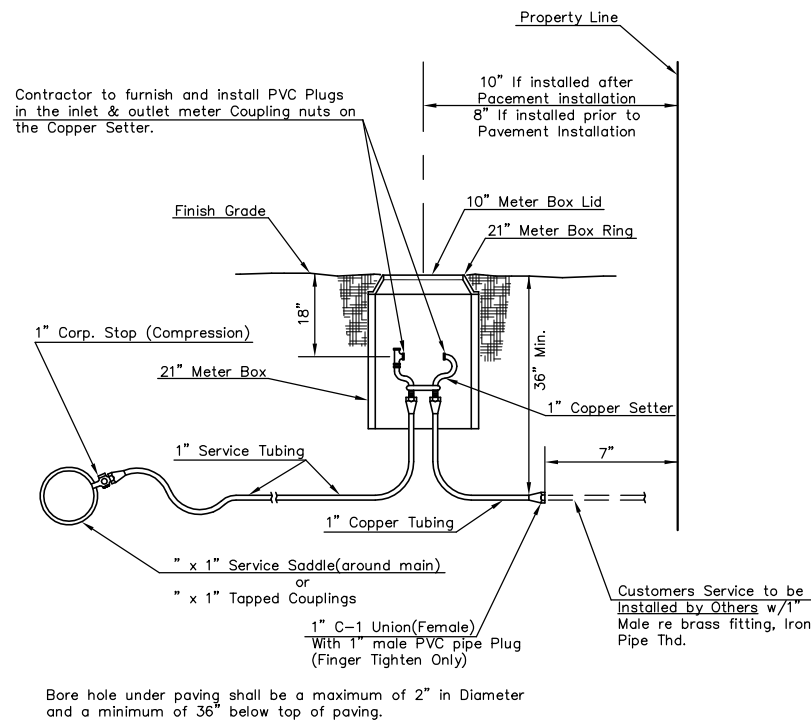 Property Line
10" If installed after
Pacement installation
8" If installed prior to
Pavement Installation
Contractor to furnish and install PVC Plugs
in the inlet & outlet meter Coupling nuts on
the Copper Setter.
Finish Grade
10" Meter Box Lid
21" Meter Box Ring
18"
1" Corp. Stop (Compression)
21" Meter Box
36" Min.
1" Copper Setter
1" Service Tubing
7"
1" Copper Tubing
" x 1" Service Saddle(around main)
or
" x 1" Tapped Couplings
Customers Service to be
Installed by Others w/1"
Male re brass fitting, Iron
Pipe Thd.
1" C-1 Union(Female)
With 1" male PVC pipe Plug
(Finger Tighten Only)
Bore hole under paving shall be a maximum of 2" in Diameter
and a minimum of 36" below top of paving.